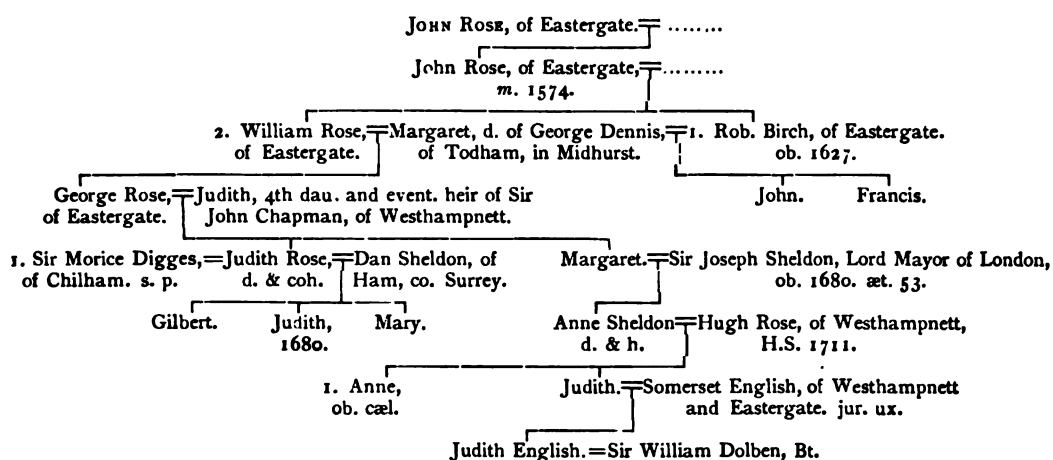 JOHN ROSE, of Eastergate.=........
John Rose, of Eastergate,=.........
m. 1574.
2. William Rose,=Margaret, d. of George Dennis,=1. Rob. Birch, of Eastergate.
of Eastergate. of Todham, in Midhurst. ob. 1627.
George Rose,=Judith, 4th dau. and event. heir of Sir John. Francis.
of Eastergate. John Chapman, of Westhampnett.
1. Sir Morice Digges,=Judith Rose,=Dan Sheldon, of Margaret.=Sir Joseph Sheldon, Lord Mayor of London,
of Chilham. s. p. d. & coh. Ham, co. Surrey. ob. 1680. æt. 53.
Gilbert. Judith, Mary. Anne Sheldon=Hugh Rose, of Westhampnett,
1680. d. & h. H.S. 1711.
1. Anne, Judith.=Somerset English, of Westhampnett
ob. cæl. and Eastergate. jur. ux.
Judith English.=Sir William Dolben, Bt.